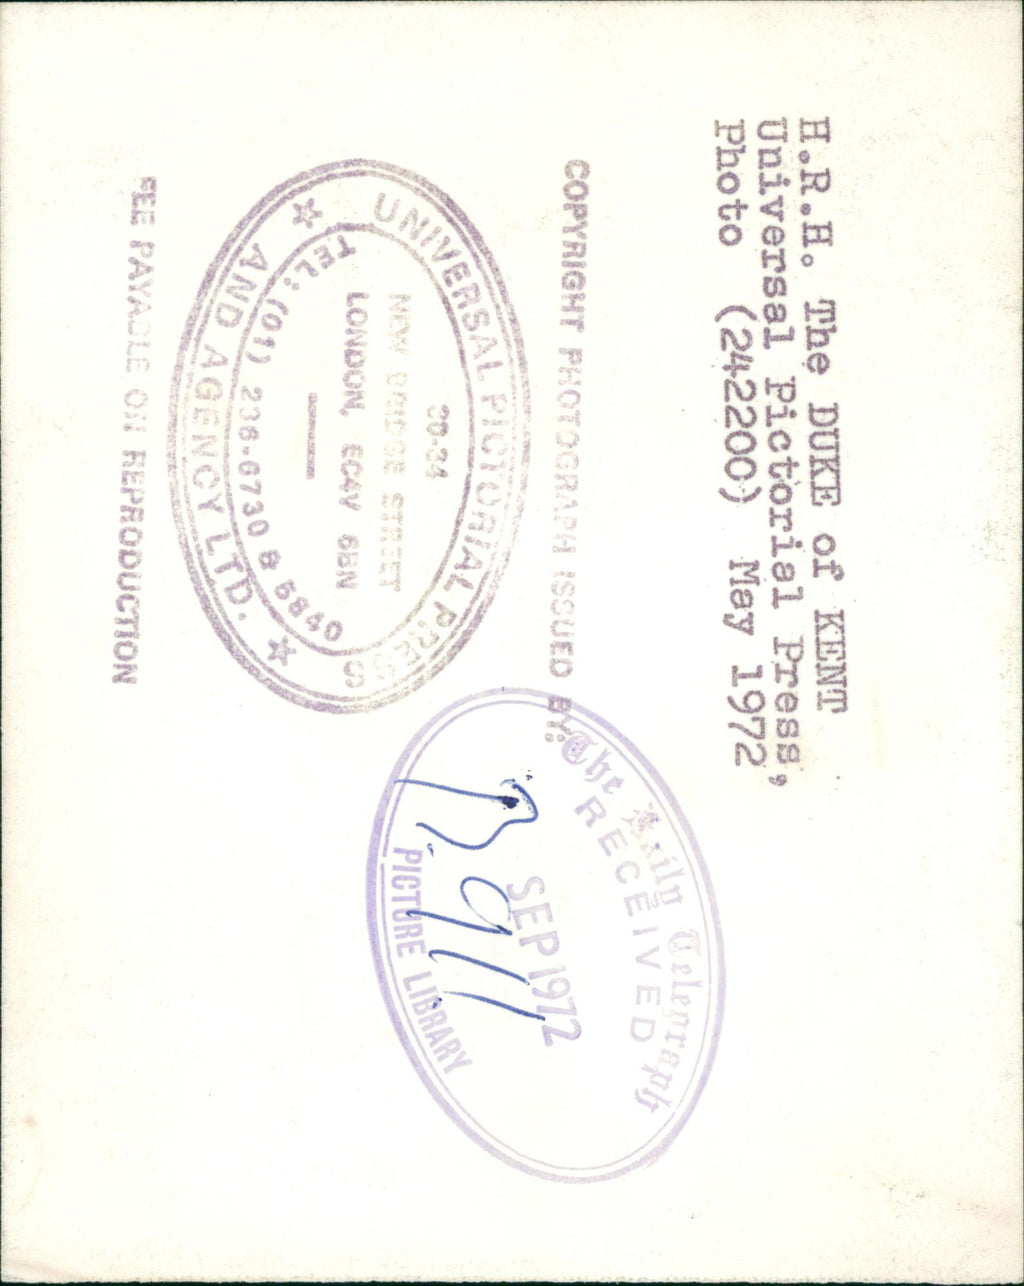 H.R.H. The DUKE of KENT
Universal Pictorial Press,
Photo (242200) May 1972
COPYRIGHT PHOTOGRAPH ISSUED BY:
UNIVERSAL PICTORIAL PRESS
30-34
NEW BRIDGE STREET
LONDON, EC4V 6BN
TEL: (01) 236-6730 & 5840
AND AGENCY LTD.
FEE PAYABLE ON REPRODUCTION
The Daily Telegraph
RECEIVED
SEP 1972
PICTURE LIBRARY